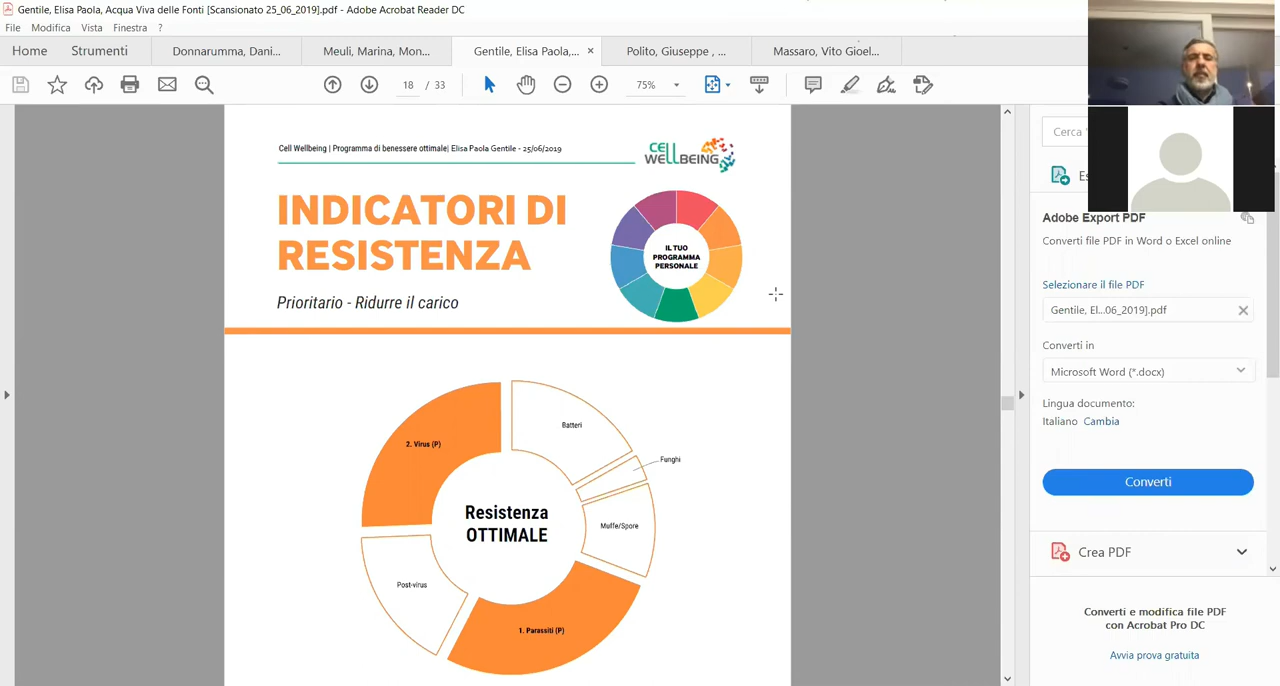 Gentile, Elisa Paola, Acqua Viva delle Fonti [Scansionato 25_06_2019].pdf - Adobe Acrobat Reader DC
File Modifica Vista Finestra ?
Home Strumenti Donnarumma, Dani... Meuli, Marina, Mon... Gentile, Elisa Paola,... × Polito, Giuseppe , ... Massaro, Vito Gioel...
18 / 33 75%
Cell Wellbeing | Programma di benessere ottimale| Elisa Paola Gentile - 25/06/2019
CELL
WELLBEING
INDICATORI DI
RESISTENZA
Prioritario - Ridurre il carico
IL TUO
PROGRAMMA
PERSONALE
Batteri
2. Virus (P)
Funghi
Resistenza
OTTIMALE
Muffe/Spore
Post-virus
1. Parassiti (P)
Cerca
Adobe Export PDF
Converti file PDF in Word o Excel online
Selezionare il file PDF
Gentile, El...06_2019].pdf
Converti in
Microsoft Word (*.docx)
Lingua documento:
Italiano Cambia
Converti
Crea PDF
Converti e modifica file PDF
con Acrobat Pro DC
Avvia prova gratuita